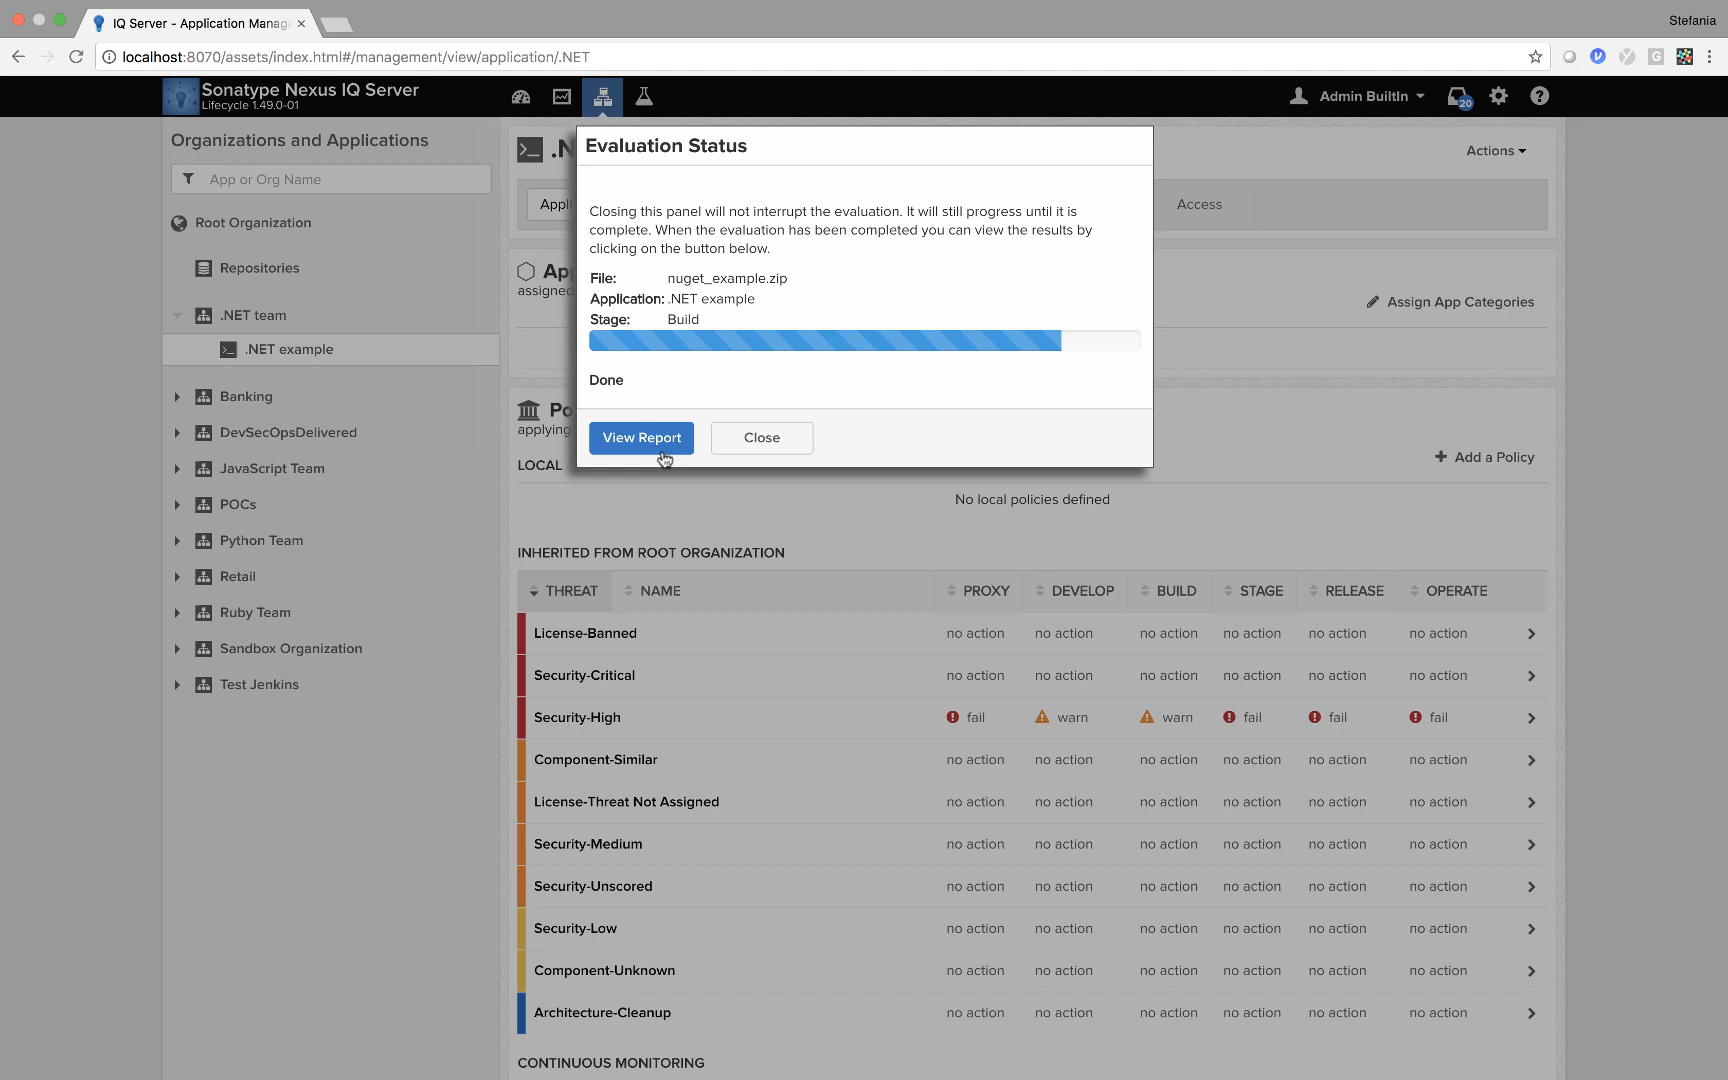 Stefania
IQ Server - Application Manag
localhost:8070/assets/index.html#/management/view/application/.NET
Sonatype Nexus IQ Server
Lifecycle 1.49.0-01
Admin BuiltIn
20
Organizations and Applications
App or Org Name
Root Organization
Repositories
.NET team
.NET example
Banking
DevSecOpsDelivered
JavaScript Team
POCs
Python Team
Retail
Ruby Team
Sandbox Organization
Test Jenkins
.N
Actions
Appli
Access
App
assigned
Assign App Categories
Evaluation Status
Closing this panel will not interrupt the evaluation. It will still progress until it is
complete. When the evaluation has been completed you can view the results by
clicking on the button below.
File: nuget_example.zip
Application: .NET example
Stage: Build
Done
View Report Close
Po
applying
LOCAL
Add a Policy
No local policies defined
INHERITED FROM ROOT ORGANIZATION
THREAT NAME PROXY DEVELOP BUILD STAGE RELEASE OPERATE
License-Banned no action no action no action no action no action no action
Security-Critical no action no action no action no action no action no action
Security-High fail warn warn fail fail fail
Component-Similar no action no action no action no action no action no action
License-Threat Not Assigned no action no action no action no action no action no action
Security-Medium no action no action no action no action no action no action
Security-Unscored no action no action no action no action no action no action
Security-Low no action no action no action no action no action no action
Component-Unknown no action no action no action no action no action no action
Architecture-Cleanup no action no action no action no action no action no action
CONTINUOUS MONITORING